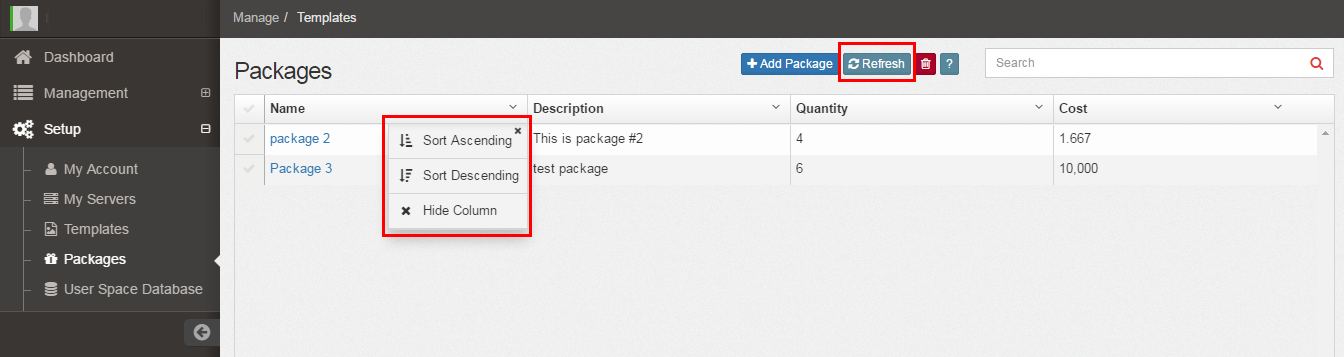 Manage / Templates
Dashboard
Management
Setup
My Account
My Servers
Templates
Packages
User Space Database
Packages
Add Package
Refresh
?
Search
Name Description Quantity Cost
package 2 This is package #2 4 1.667
Package 3 test package 6 10,000
Sort Ascending
Sort Descending
Hide Column